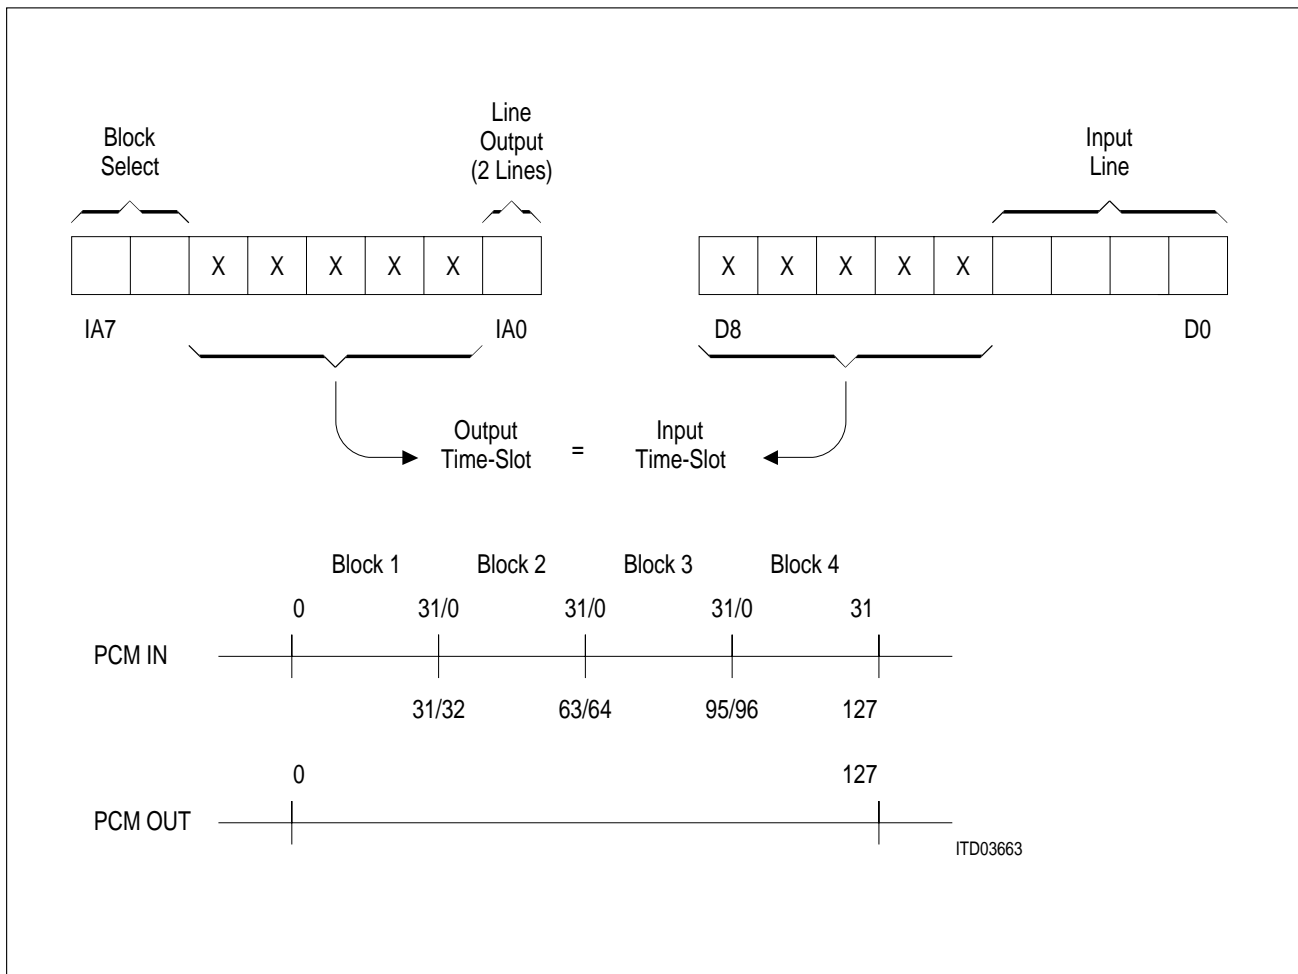 Block
Select
Line
Output
(2 Lines)
Input
Line
X X X X X
X X X X X
IA7
IA0
D8
D0
Output
Time-Slot
=
Input
Time-Slot
Block 1 Block 2 Block 3 Block 4
0 31/0 31/0 31/0 31
PCM IN
31/32 63/64 95/96 127
0 127
PCM OUT
ITD03663